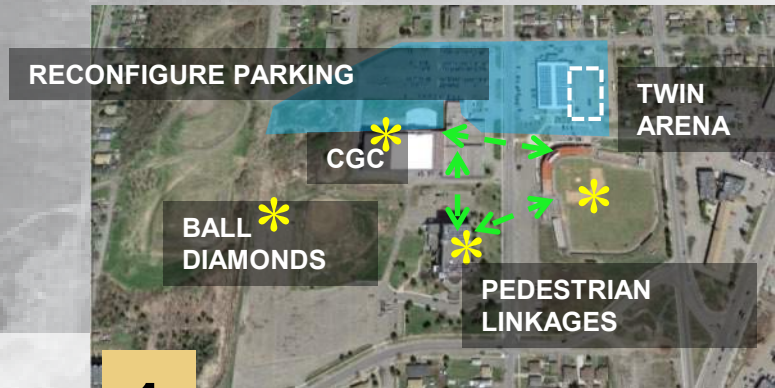 RECONFIGURE PARKING
TWIN
ARENA
CGC
BALL
DIAMONDS
PEDESTRIAN
LINKAGES